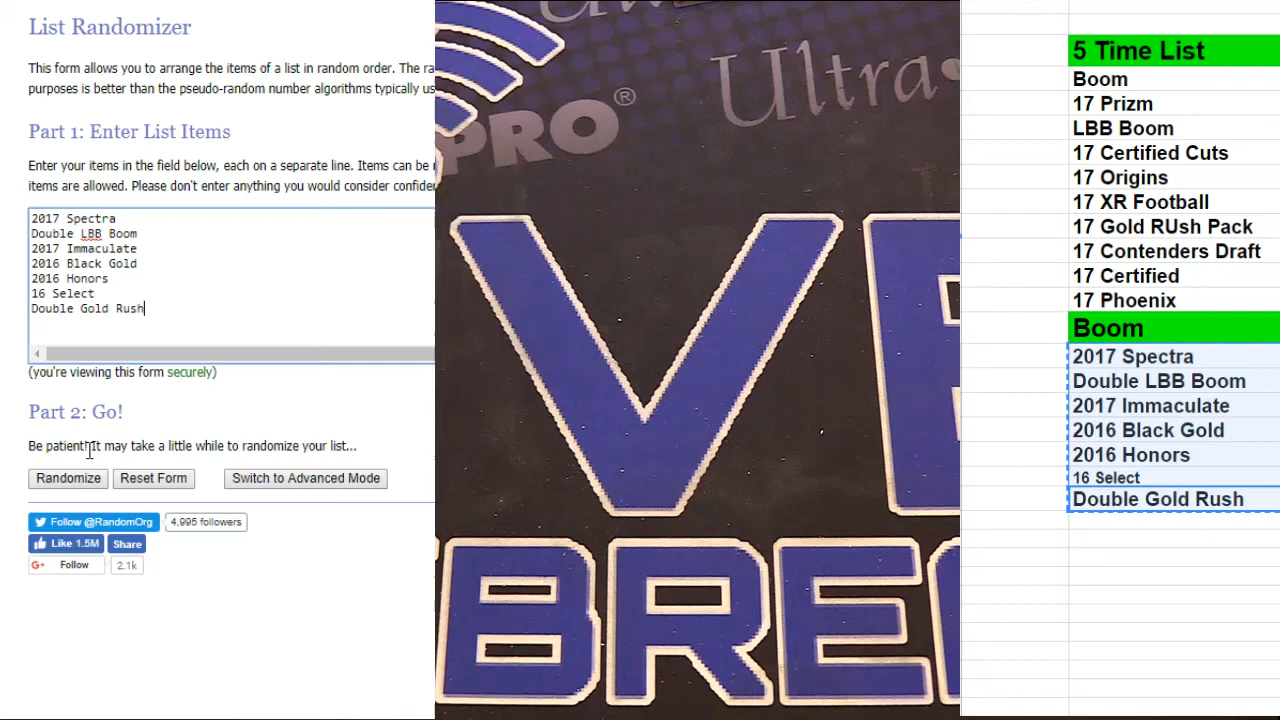 List Randomizer
This form allows you to arrange the items of a list in random order. The ra
purposes is better than the pseudo-random number algorithms typically us
Part 1: Enter List Items
Enter your items in the field below, each on a separate line. Items can be
items are allowed. Please don't enter anything you would consider confider
2017 Spectra
Double LBB Boom
2017 Immaculate
2016 Black Gold
2016 Honors
16 Select
Double Gold Rush
(you're viewing this form securely)
Part 2: Go!
Be patient! It may take a little while to randomize your list...
Randomize
Reset Form
Switch to Advanced Mode
Follow @RandomOrg
4,995 followers
Like 1.5M
Share
G+ Follow
2.1k
PRO®
Ultra
V
BRE
5 Time List
Boom
17 Prizm
LBB Boom
17 Certified Cuts
17 Origins
17 XR Football
17 Gold RUsh Pack
17 Contenders Draft
17 Certified
17 Phoenix
Boom
2017 Spectra
Double LBB Boom
2017 Immaculate
2016 Black Gold
2016 Honors
16 Select
Double Gold Rush